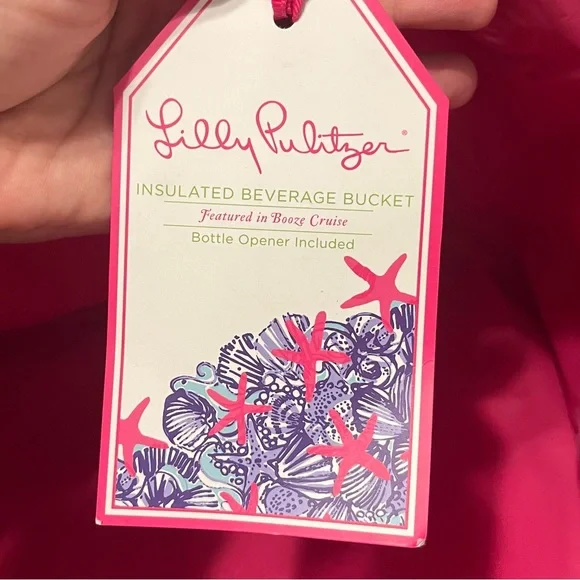 Lilly Pulitzer®
INSULATED BEVERAGE BUCKET
Featured in Booze Cruise
Bottle Opener Included